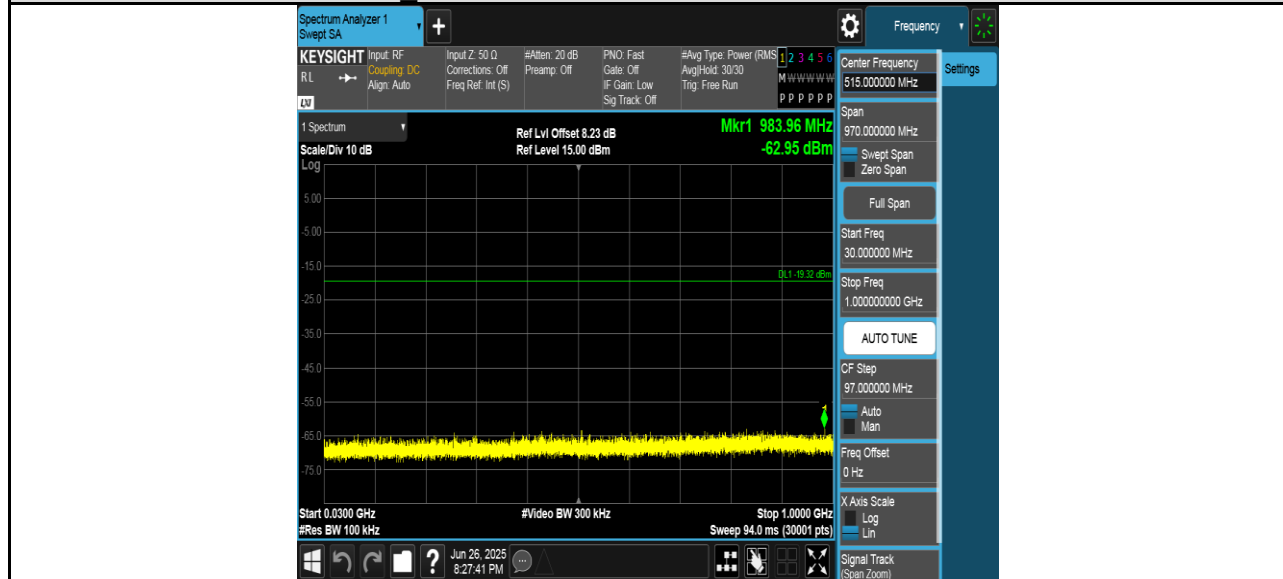 Spectrum Analyzer 1
Swept SA
+
Frequency
KEYSIGHT
RL
LXI
Input: RF
Coupling: DC
Align: Auto
Input Z: 50 Ω
Corrections: Off
Freq Ref: Int (S)
#Atten: 20 dB
Preamp: Off
PNO: Fast
Gate: Off
IF Gain: Low
Sig Track: Off
#Avg Type: Power (RMS
Avg|Hold: 30/30
Trig: Free Run
1 2 3 4 5 6
M W W W W W
P P P P P P
1 Spectrum
Scale/Div 10 dB
Log
Ref Lvl Offset 8.23 dB
Ref Level 15.00 dBm
Mkr1 983.96 MHz
-62.95 dBm
5.00
-5.00
-15.0
DL1 -19.32 dBm
-25.0
-35.0
-45.0
-55.0
1
-65.0
-75.0
Start 0.0300 GHz
#Res BW 100 kHz
#Video BW 300 kHz
Stop 1.0000 GHz
Sweep 94.0 ms (30001 pts)
?
Jun 26, 2025
8:27:41 PM
Center Frequency
515.000000 MHz
Settings
Span
970.000000 MHz
Swept Span
Zero Span
Full Span
Start Freq
30.000000 MHz
Stop Freq
1.000000000 GHz
AUTO TUNE
CF Step
97.000000 MHz
Auto
Man
Freq Offset
0 Hz
X Axis Scale
Log
Lin
Signal Track
(Span Zoom)